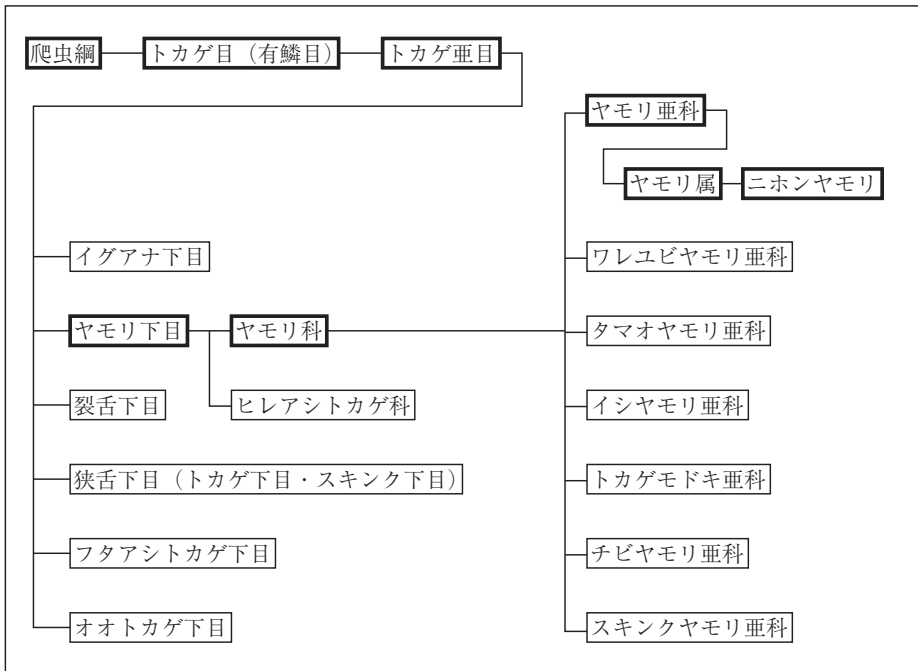 爬虫綱
トカゲ目（有鱗目）
トカゲ亜目
ヤモリ亜科
ヤモリ属
ニホンヤモリ
イグアナ下目
ワレユビヤモリ亜科
ヤモリ下目
ヤモリ科
タマオヤモリ亜科
裂舌下目
ヒレアシトカゲ科
イシヤモリ亜科
狭舌下目（トカゲ下目・スキンク下目）
トカゲモドキ亜科
フタアシトカゲ下目
チビヤモリ亜科
オオトカゲ下目
スキンクヤモリ亜科